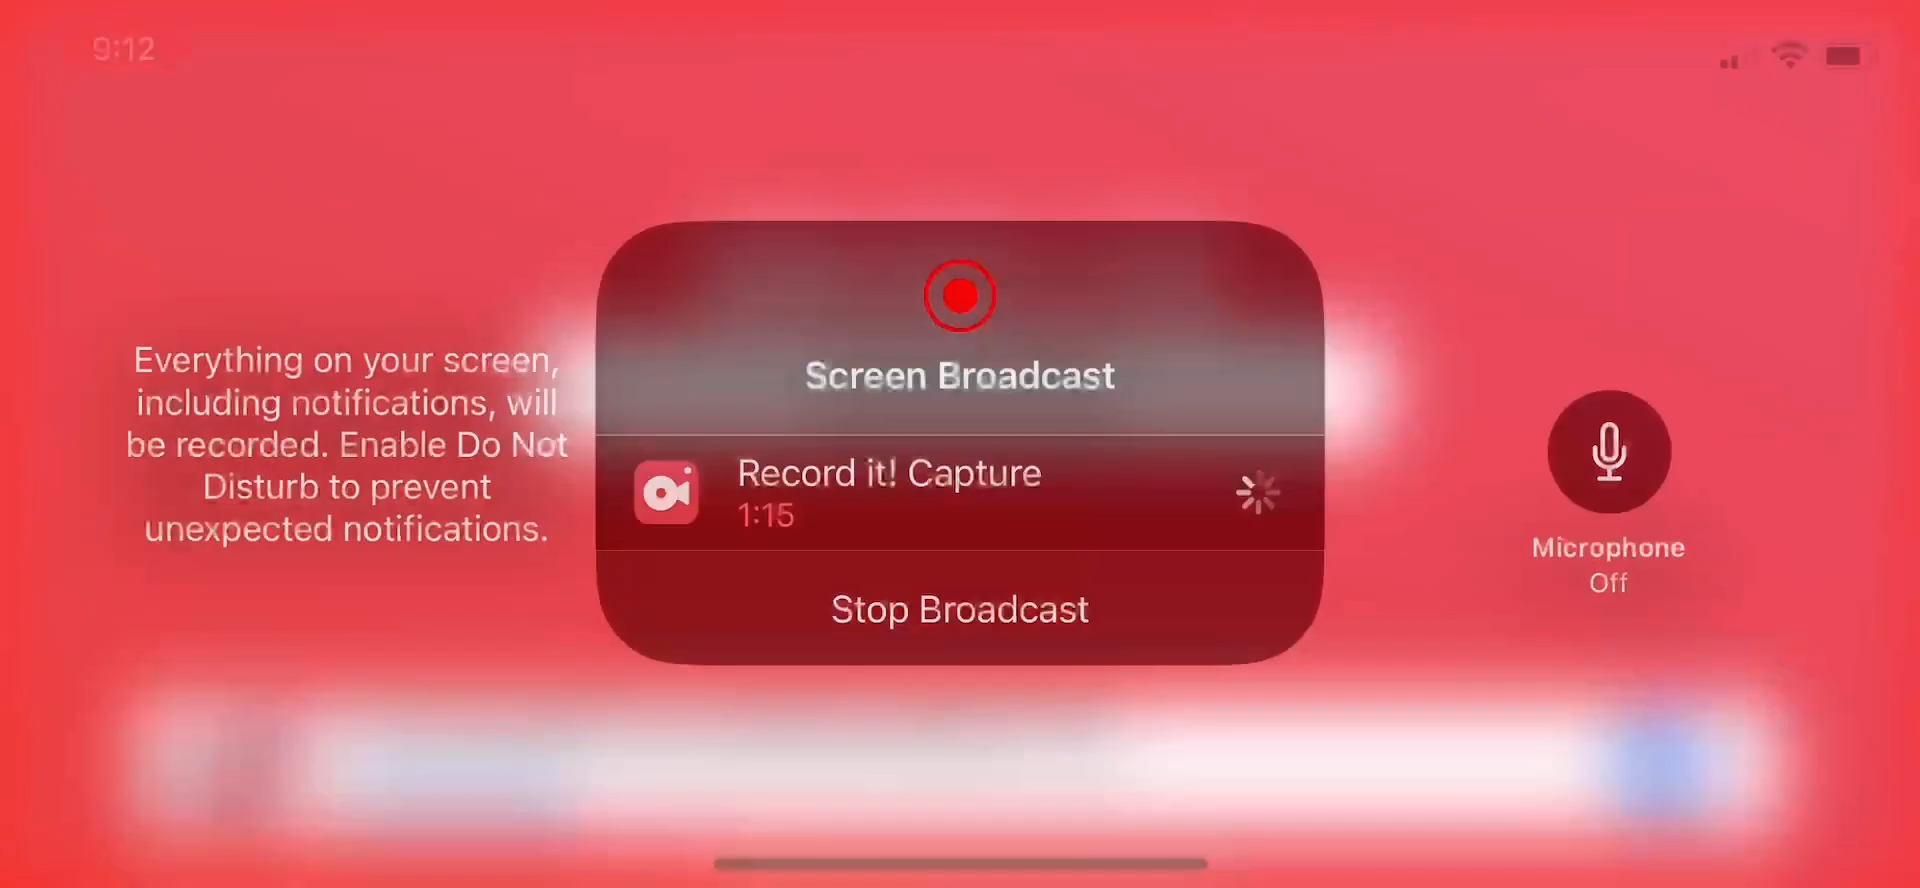 9:12
Everything on your screen,
including notifications, will
be recorded. Enable Do Not
Disturb to prevent
unexpected notifications.
Screen Broadcast
Record it! Capture
1:15
Stop Broadcast
Microphone
Off